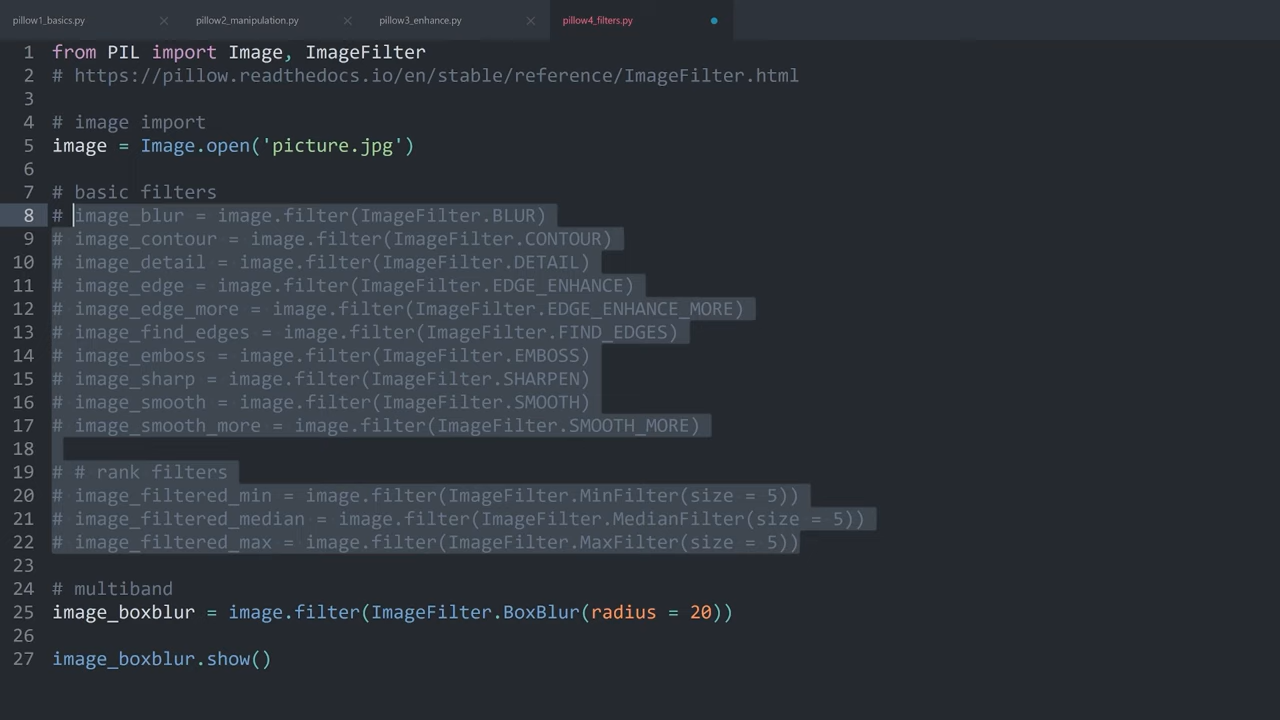 pillow1_basics.py pillow2_manipulation.py pillow3_enhance.py pillow4_filters.py
1 from PIL import Image, ImageFilter
2 # https://pillow.readthedocs.io/en/stable/reference/ImageFilter.html
3
4 # image import
5 image = Image.open('picture.jpg')
6
7 # basic filters
8 # image_blur = image.filter(ImageFilter.BLUR)
9 # image_contour = image.filter(ImageFilter.CONTOUR)
10 # image_detail = image.filter(ImageFilter.DETAIL)
11 # image_edge = image.filter(ImageFilter.EDGE_ENHANCE)
12 # image_edge_more = image.filter(ImageFilter.EDGE_ENHANCE_MORE)
13 # image_find_edges = image.filter(ImageFilter.FIND_EDGES)
14 # image_emboss = image.filter(ImageFilter.EMBOSS)
15 # image_sharp = image.filter(ImageFilter.SHARPEN)
16 # image_smooth = image.filter(ImageFilter.SMOOTH)
17 # image_smooth_more = image.filter(ImageFilter.SMOOTH_MORE)
18
19 # # rank filters
20 # image_filtered_min = image.filter(ImageFilter.MinFilter(size = 5))
21 # image_filtered_median = image.filter(ImageFilter.MedianFilter(size = 5))
22 # image_filtered_max = image.filter(ImageFilter.MaxFilter(size = 5))
23
24 # multiband
25 image_boxblur = image.filter(ImageFilter.BoxBlur(radius = 20))
26
27 image_boxblur.show()